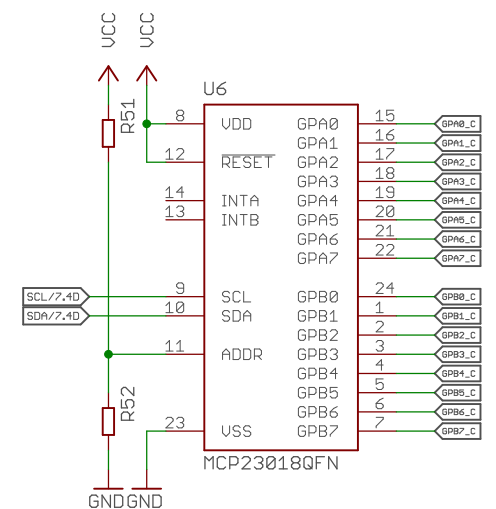 VCC VCC
U6
R51
8 VDD GPA0 15 GPA0_C
GPA1 16 GPA1_C
12 RESET GPA2 17 GPA2_C
GPA3 18 GPA3_C
14 INTA GPA4 19 GPA4_C
13 INTB GPA5 20 GPA5_C
GPA6 21 GPA6_C
GPA7 22 GPA7_C
SCL/7.4D 9 SCL GPB0 24 GPB0_C
SDA/7.4D 10 SDA GPB1 1 GPB1_C
GPB2 2 GPB2_C
11 ADDR GPB3 3 GPB3_C
GPB4 4 GPB4_C
R52
GPB5 5 GPB5_C
GPB6 6 GPB6_C
23 VSS GPB7 7 GPB7_C
MCP23018QFN
GND GND